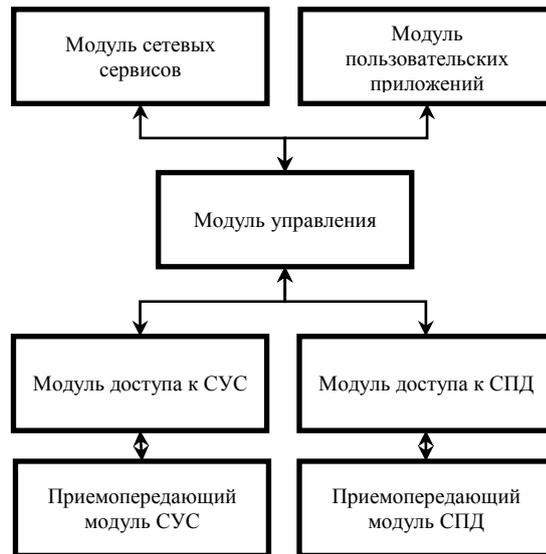 Модуль сетевых
сервисов
Модуль
пользовательских
приложений
Модуль управления
Модуль доступа к СУС
Модуль доступа к СПД
Приемопередающий
модуль СУС
Приемопередающий
модуль СПД